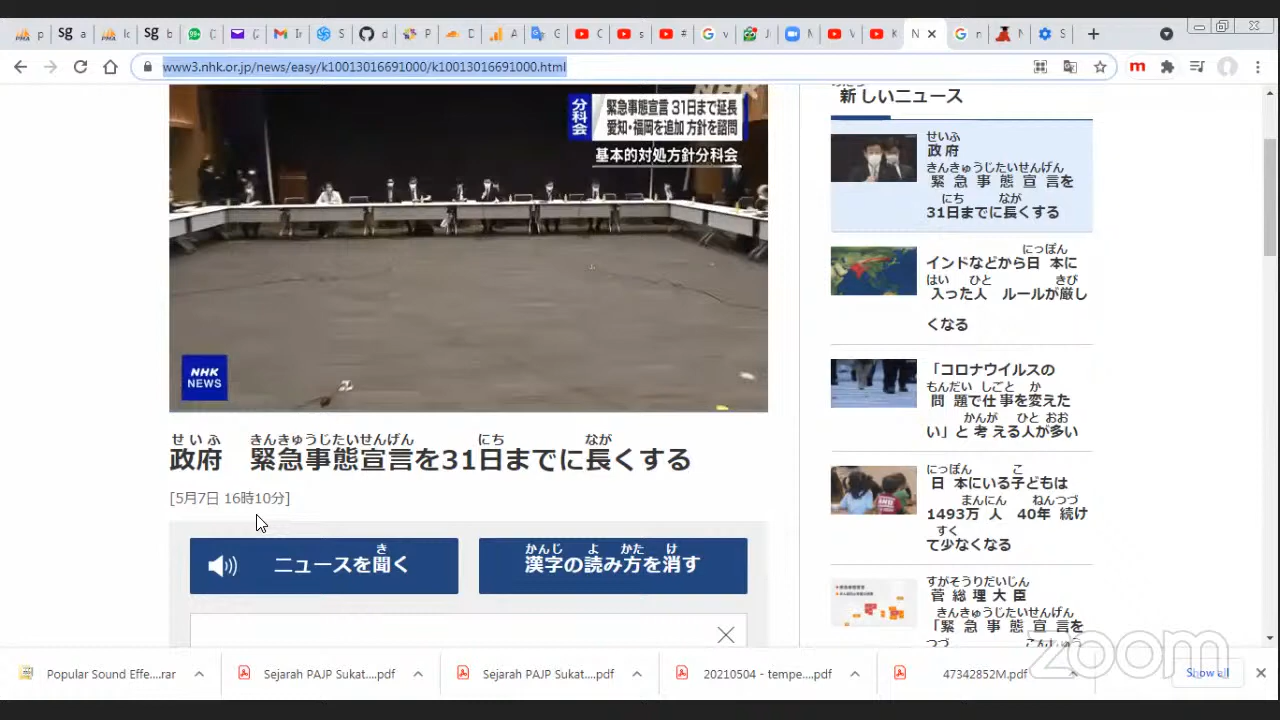 p
Sg a
Ic
Sg b
www3.nhk.or.jp/news/easy/k10013016691000/k10013016691000.html
分科会
緊急事態宣言 31日まで延長
愛知・福岡を追加 方針を諮問
基本的対処方針分科会
NHK
NEWS
せいふ きんきゅうじたいせんげん にち なが
政府 緊急事態宣言を31日までに長くする
[5月7日 16時10分]
き
ニュースを聞く
かんじ よ かた け
漢字の読み方を消す
新しいニュース
せいふ
政府
きんきゅうじたいせんげん
緊急事態宣言を
にち なが
31日までに長くする
にっぽん
インドなどから日本に
はい ひと きび
入った人 ルールが厳し
くなる
「コロナウイルスの
もんだい しごと か
問題で仕事を変えた
かんが ひと おお
い」と考える人が多い
にっぽん こ
日本にいる子どもは
まんにん ねんつづ
1493万人 40年続け
すく
て少なくなる
すがそうりだいじん
菅総理大臣
きんきゅうじたいせんげん
「緊急事態宣言を
つづ こんしゅう
zoom
Popular Sound Effe....rar
Sejarah PAJP Sukat....pdf
Sejarah PAJP Sukat....pdf
20210504 - tempe....pdf
47342852M.pdf
Show all